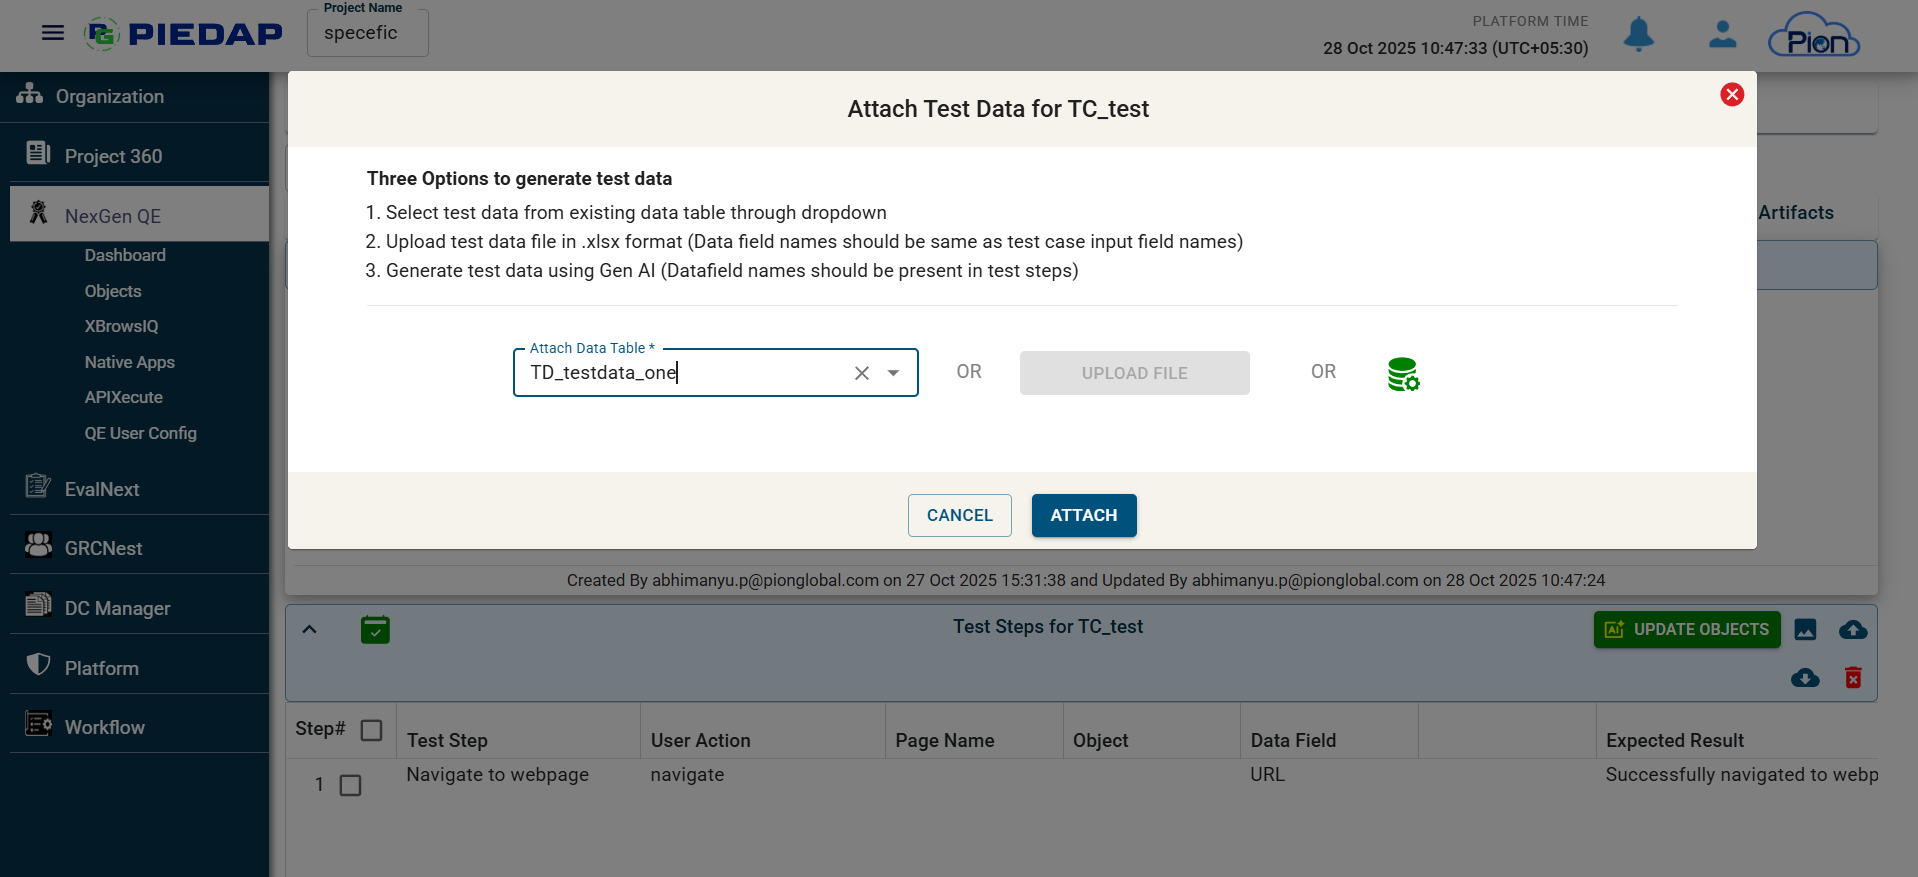 PIEDAP
Project Name
specefic
PLATFORM TIME
28 Oct 2025 10:47:33 (UTC+05:30)
Pion
Organization
Project 360
NexGen QE
Dashboard
Objects
XBrowsIQ
Native Apps
APIXecute
QE User Config
EvalNext
GRCNest
DC Manager
Platform
Workflow
Attach Test Data for TC_test
Three Options to generate test data
1. Select test data from existing data table through dropdown
2. Upload test data file in .xlsx format (Data field names should be same as test case input field names)
3. Generate test data using Gen AI (Datafield names should be present in test steps)
Attach Data Table *
TD_testdata_one
OR
UPLOAD FILE
OR
CANCEL
ATTACH
Artifacts
Created By abhimanyu.p@pionglobal.com on 27 Oct 2025 15:31:38 and Updated By abhimanyu.p@pionglobal.com on 28 Oct 2025 10:47:24
Test Steps for TC_test
AI UPDATE OBJECTS
Step# Test Step User Action Page Name Object Data Field Expected Result
1 Navigate to webpage navigate URL Successfully navigated to webp